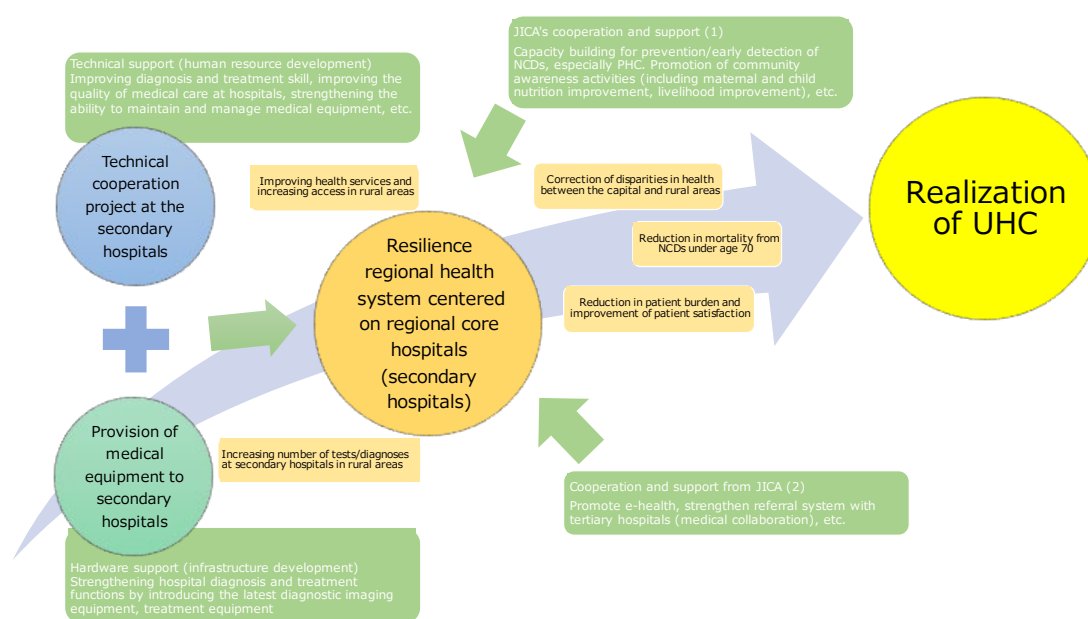 Technical support (human resource development)
Improving diagnosis and treatment skill, improving the
quality of medical care at hospitals, strengthening the
ability to maintain and manage medical equipment, etc.
JICA's cooperation and support (1)
Capacity building for prevention/early detection of
NCDs, especially PHC. Promotion of community
awareness activities (including maternal and child
nutrition improvement, livelihood improvement), etc.
Technical
cooperation
project at the
secondary
hospitals
Improving health services and
increasing access in rural areas
Correction of disparities in health
between the capital and rural areas
Reduction in mortality from
NCDs under age 70
Reduction in patient burden and
improvement of patient satisfaction
Realization
of UHC
Resilience
regional health
system centered
on regional core
hospitals
(secondary
hospitals)
Provision of
medical
equipment to
secondary
hospitals
Increasing number of tests/diagnoses
at secondary hospitals in rural areas
Cooperation and support from JICA (2)
Promote e-health, strengthen referral system with
tertiary hospitals (medical collaboration), etc.
Hardware support (infrastructure development)
Strengthening hospital diagnosis and treatment
functions by introducing the latest diagnostic imaging
equipment, treatment equipment